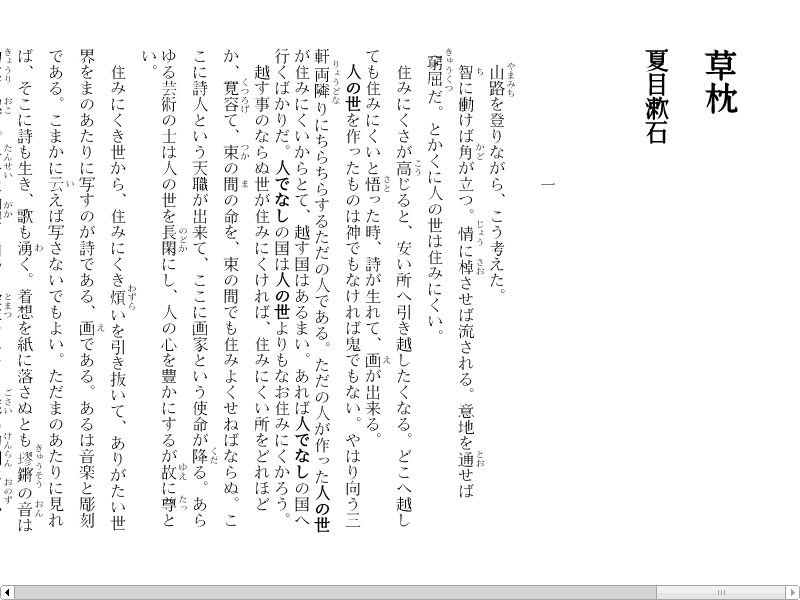 草枕
夏目漱石
一
山路を登りながら、こう考えた。
智に働けば角が立つ。情に棹させば流される。意地を通せば
窮屈だ。とかくに人の世は住みにくい。
住みにくさが高じると、安い所へ引き越したくなる。どこへ越し
ても住みにくいと悟った時、詩が生れて、画が出来る。
人の世を作ったものは神でもなければ鬼でもない。やはり向う三
軒両隣りにちらちらするただの人である。ただの人が作った人の世
が住みにくいからとて、越す国はあるまい。あれば人でなしの国へ
行くばかりだ。人でなしの国は人の世よりもなお住みにくかろう。
越す事のならぬ世が住みにくければ、住みにくい所をどれほど
か、寛容て、束の間の命を、束の間でも住みよくせねばならぬ。こ
こに詩人という天職が出来て、ここに画家という使命が降る。あら
ゆる芸術の士は人の世を長閑にし、人の心を豊かにするが故に尊と
い。
住みにくき世から、住みにくき煩いを引き抜いて、ありがたい世
界をまのあたりに写すのが詩である、画である。あるは音楽と彫刻
である。こまかに云えば写さないでもよい。ただまのあたりに見れ
ば、そこに詩も生き、歌も湧く。着想を紙に落さぬとも璆鏘の音は